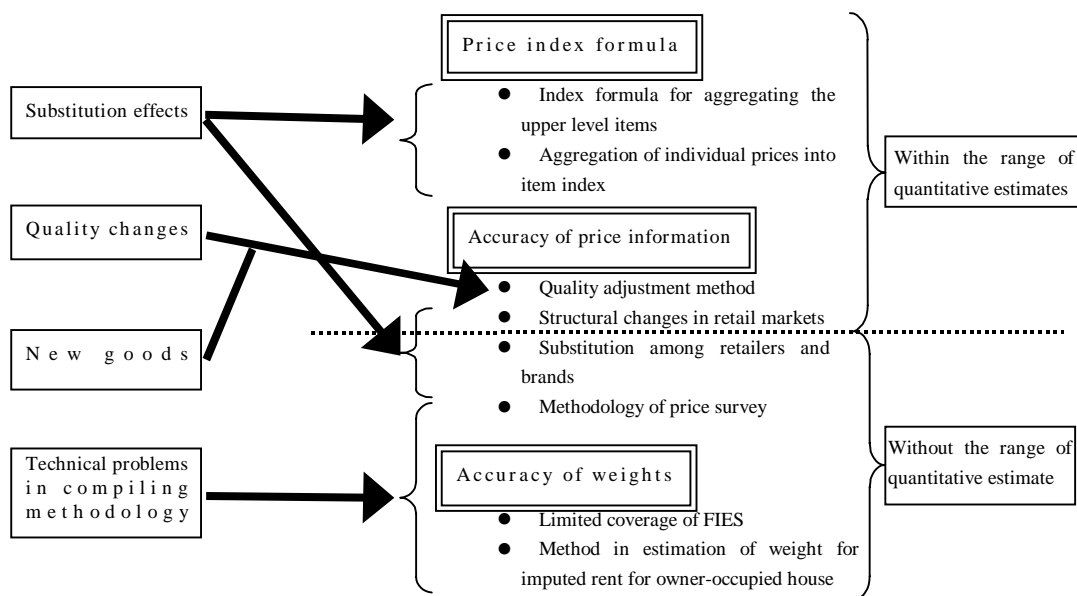 Price index formula
Substitution effects
● Index formula for aggregating the
upper level items
● Aggregation of individual prices into
item index
Within the range of
quantitative estimates
Quality changes
Accuracy of price information
● Quality adjustment method
● Structural changes in retail markets
● Substitution among retailers and
brands
● Methodology of price survey
New goods
Technical problems
in compiling
methodology
Accuracy of weights
● Limited coverage of FIES
● Method in estimation of weight for
imputed rent for owner-occupied house
Without the range of
quantitative estimate